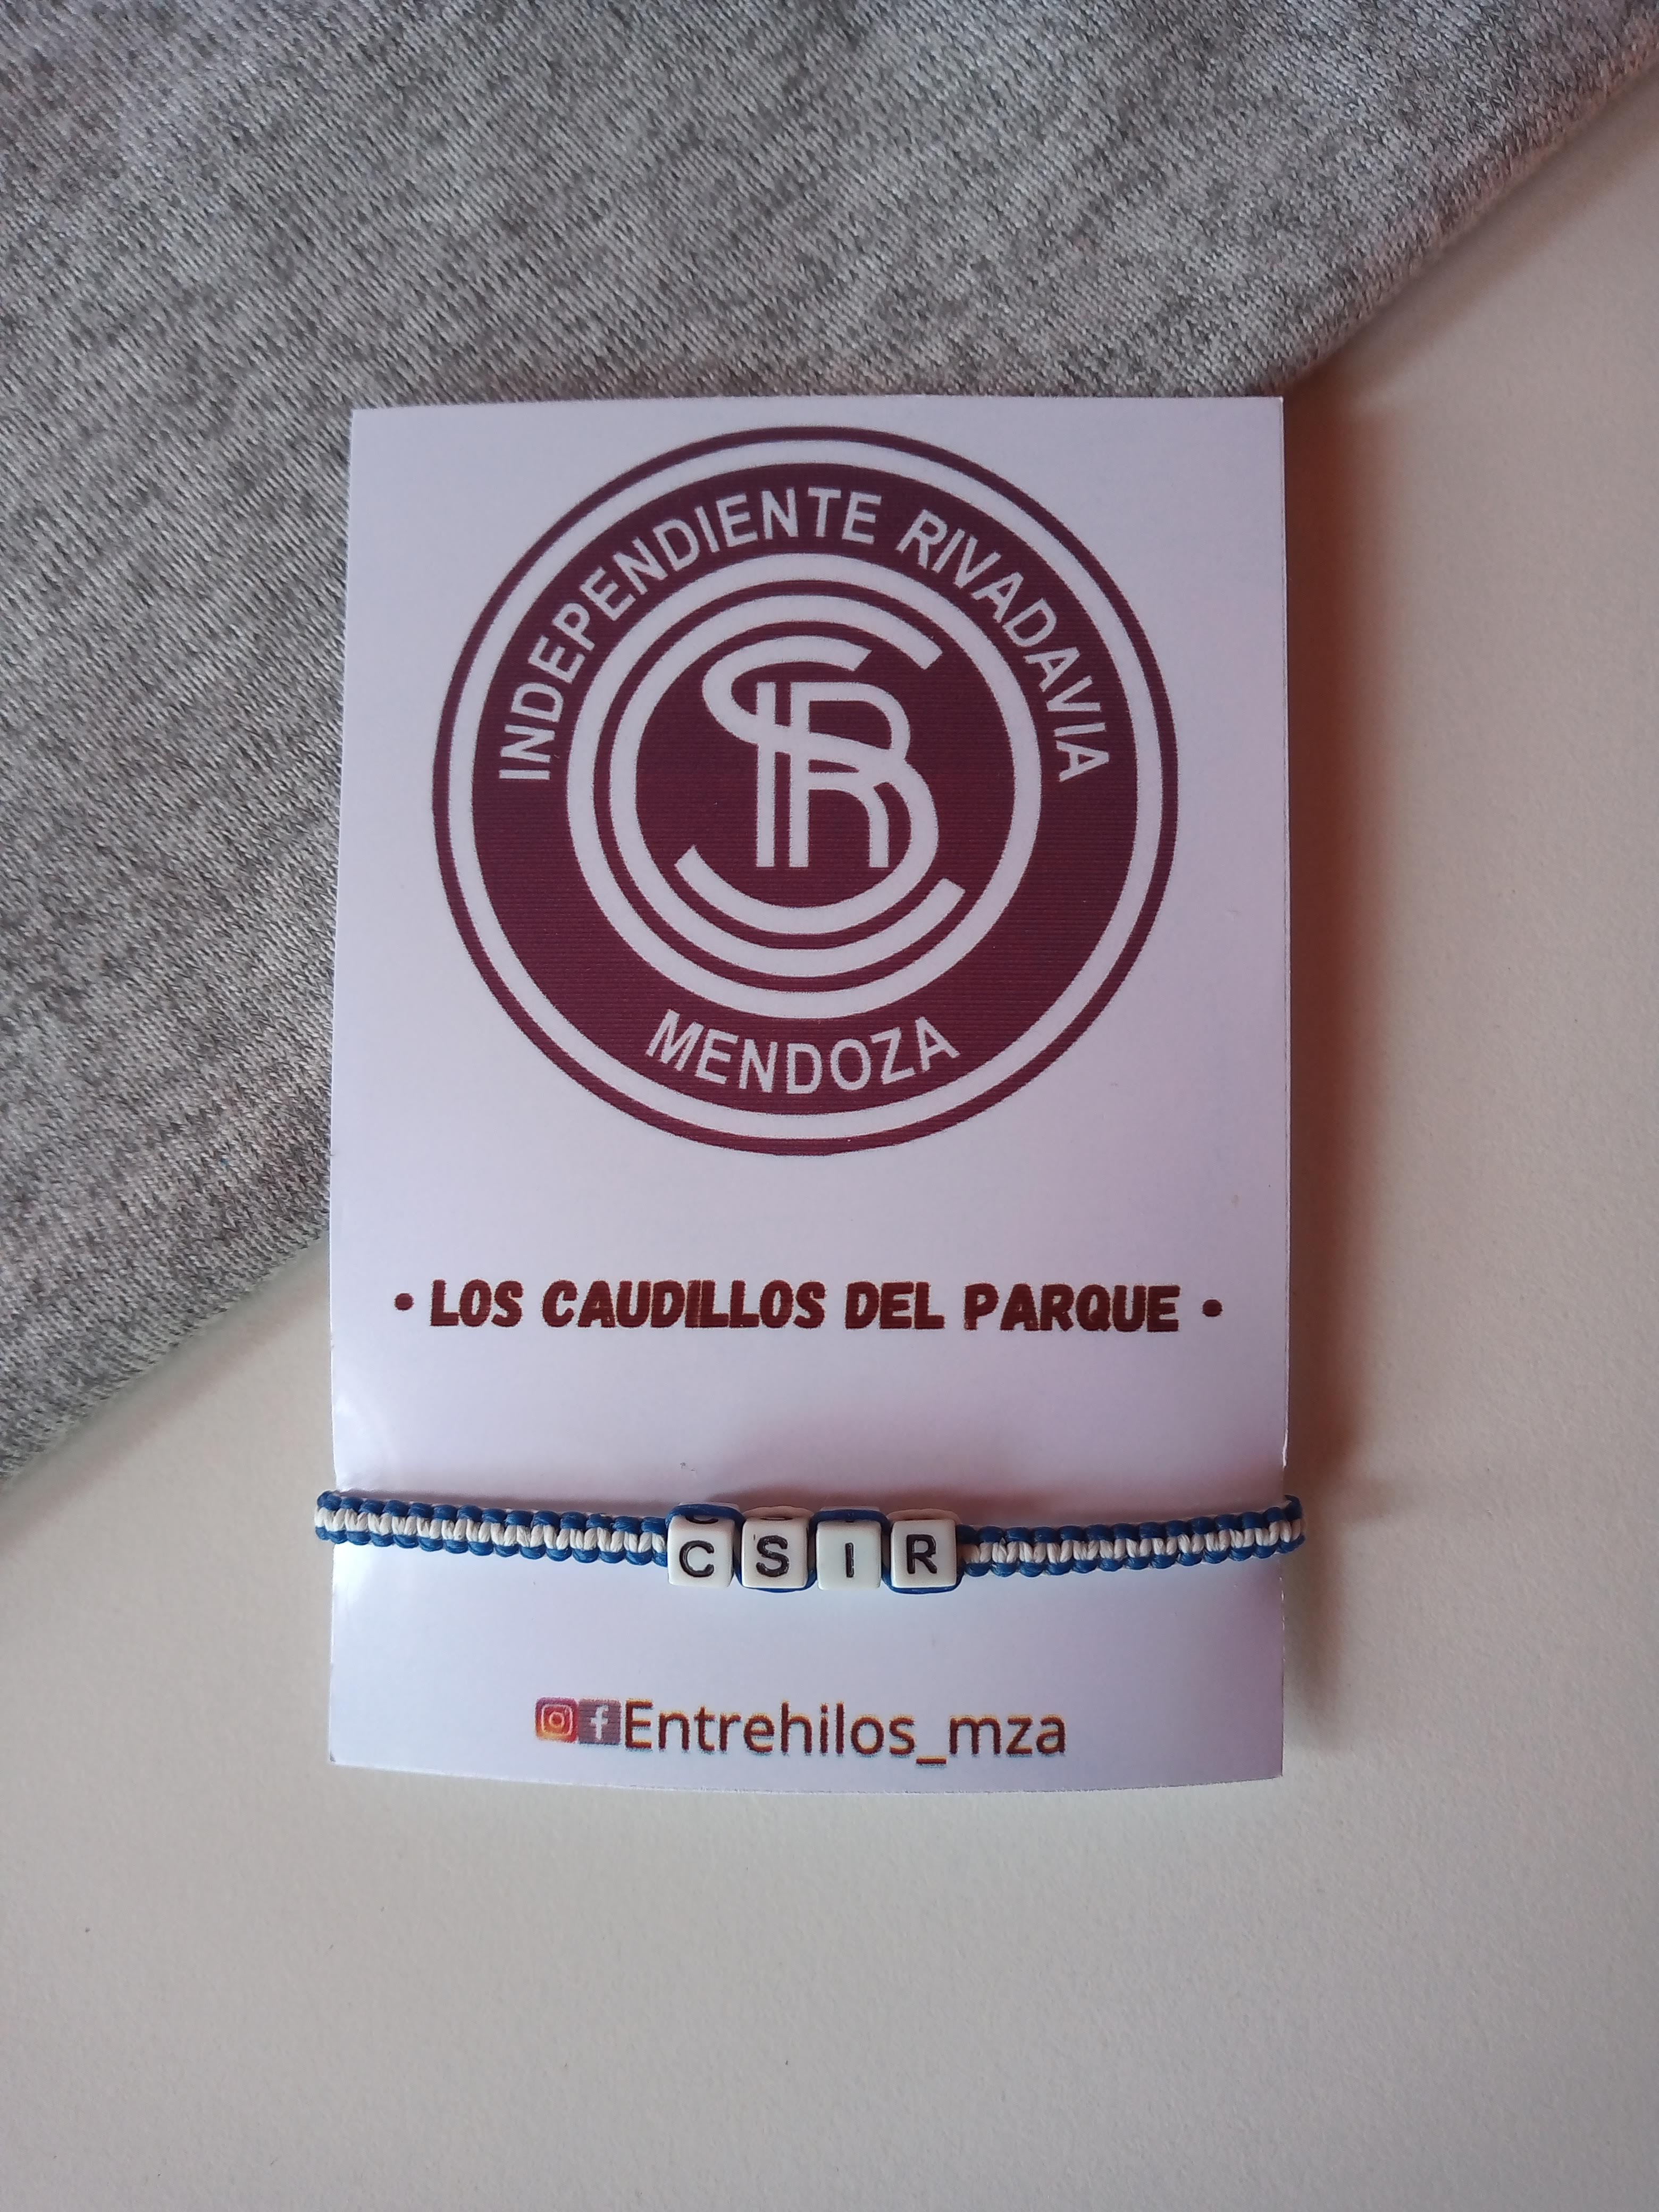 INDEPENDIENTE RIVADAVIA
CSIR
MENDOZA
• LOS CAUDILLOS DEL PARQUE •
CSIR
Entrehilos_mza